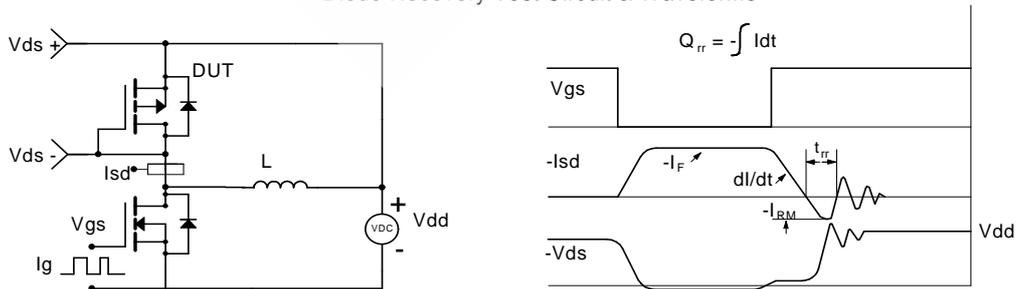 Vds +
DUT
Vds -
Isd
L
Vgs
Ig
+
VDC
-
Vdd
Q rr = -∫ Idt
Vgs
-Isd
-I F
dI/dt
t rr
-I RM
Vdd
-Vds